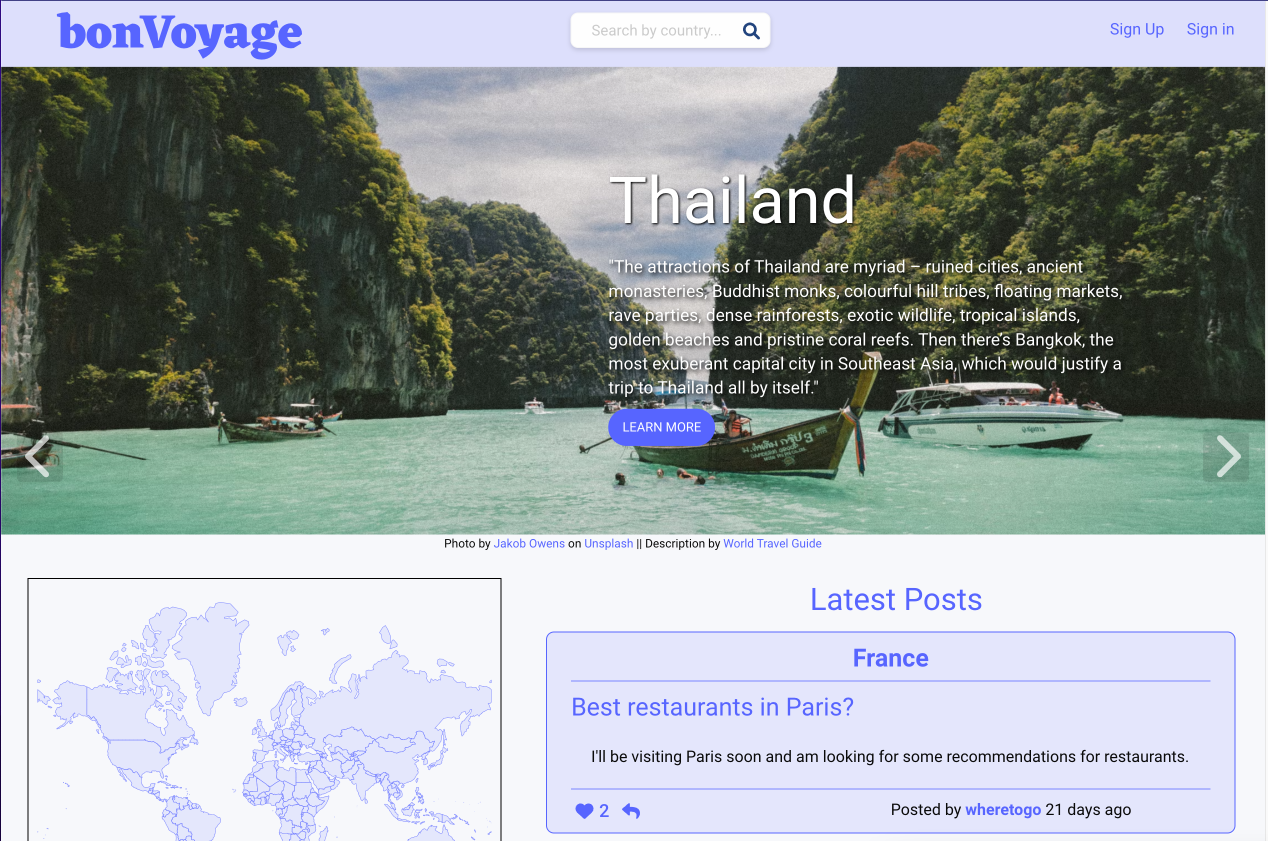 bonVoyage
Search by country...
Sign Up
Sign in
Thailand
"The attractions of Thailand are myriad – ruined cities, ancient
monasteries, Buddhist monks, colourful hill tribes, floating markets,
rave parties, dense rainforests, exotic wildlife, tropical islands,
golden beaches and pristine coral reefs. Then there's Bangkok, the
most exuberant capital city in Southeast Asia, which would justify a
trip to Thailand all by itself."
LEARN MORE
Photo by Jakob Owens on Unsplash || Description by World Travel Guide
Latest Posts
France
Best restaurants in Paris?
I'll be visiting Paris soon and am looking for some recommendations for restaurants.
2
Posted by wheretogo 21 days ago